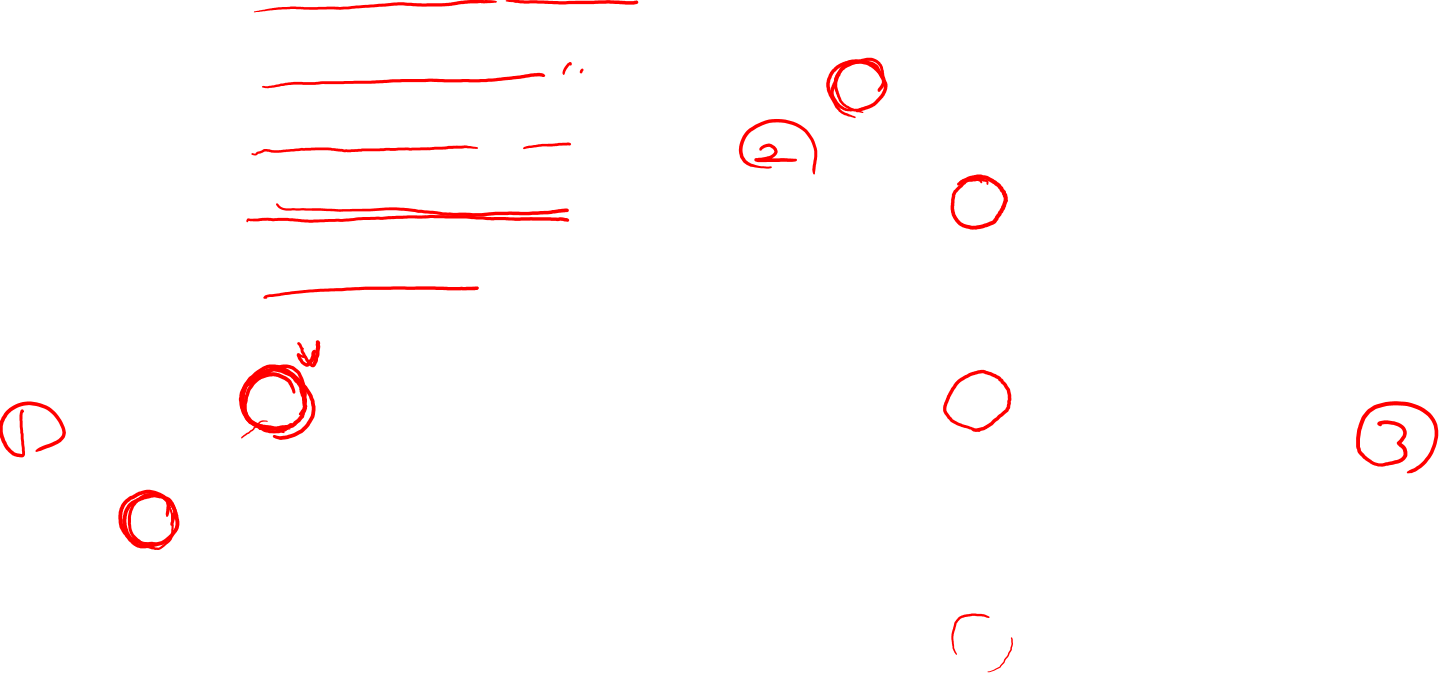 ②
①
③